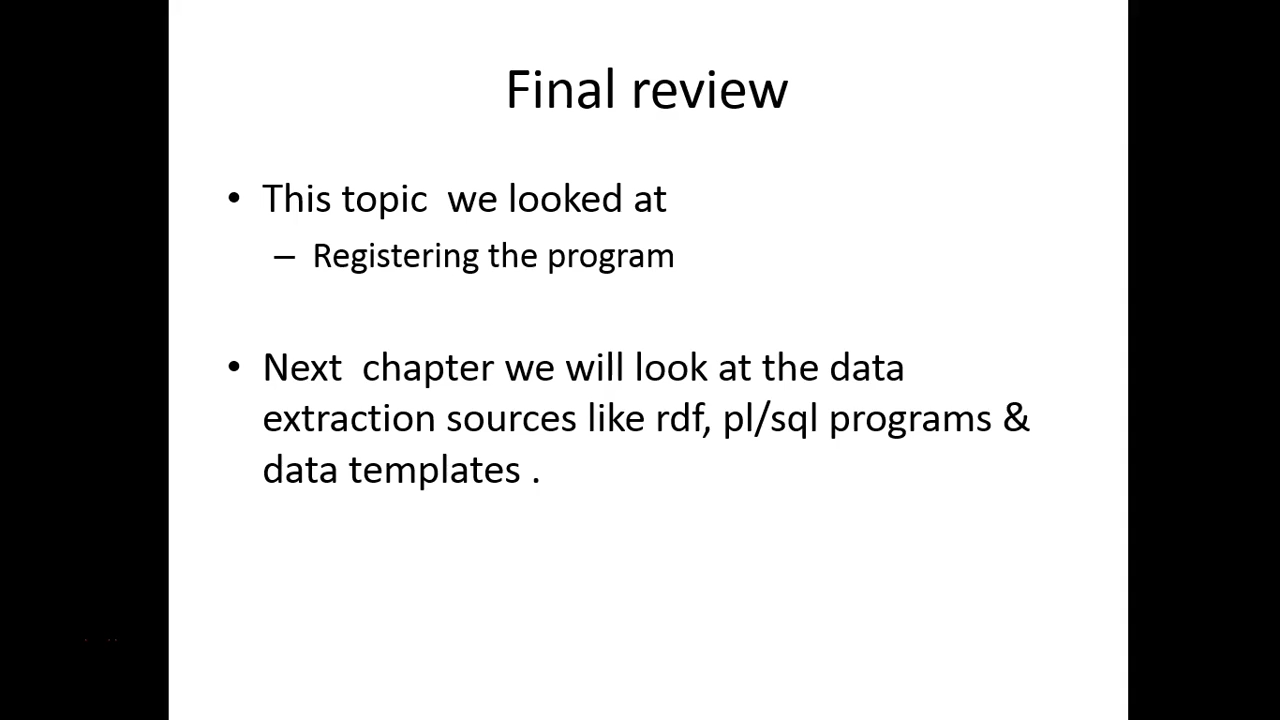 Final review
• This topic  we looked at
– Registering the program
• Next  chapter we will look at the data
extraction sources like rdf, pl/sql programs &
data templates .